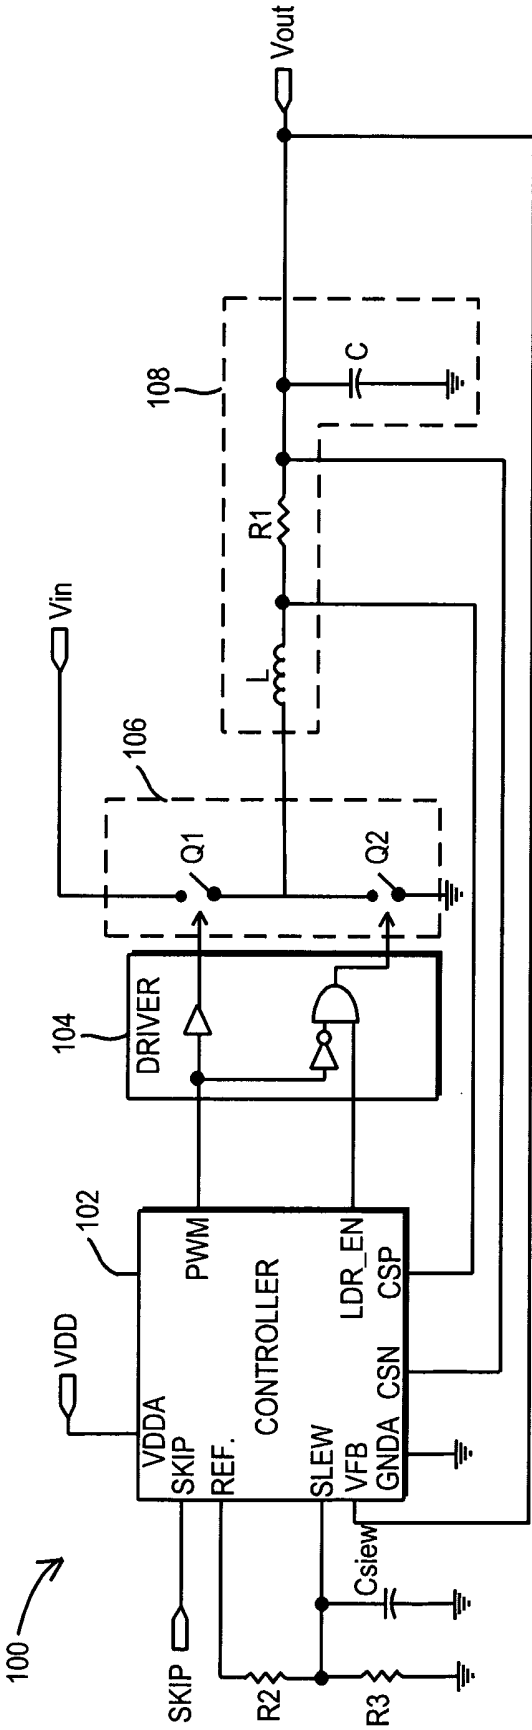 100
SKIP
R2
R3
Csiew
VDD
102
VDDA
SKIP
REF.
SLEW
VFB
GNDA
CSN
CSP
LDR_EN
PWM
CONTROLLER
104
DRIVER
106
Q1
Q2
Vin
108
L
R1
C
Vout